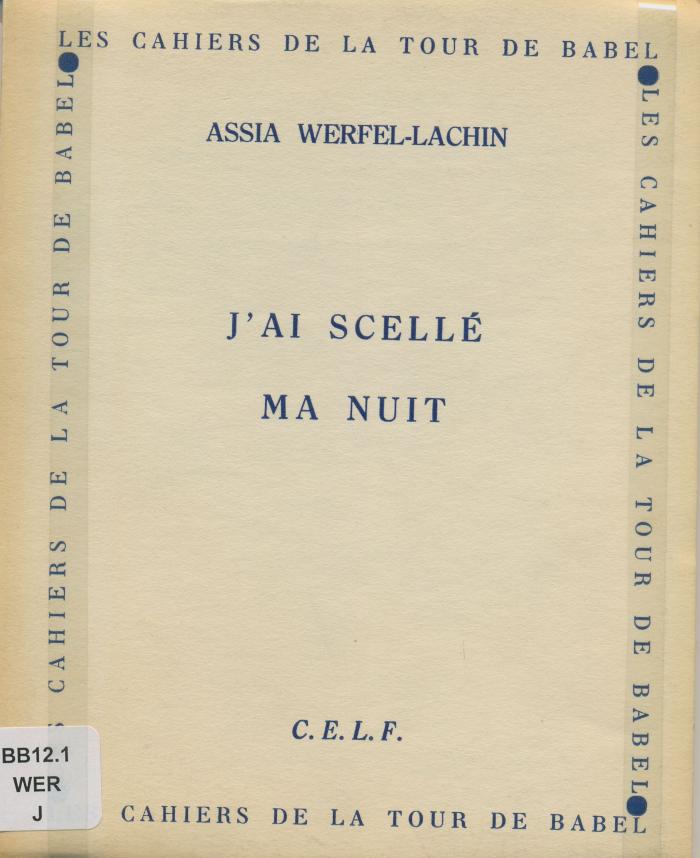 LES CAHIERS DE LA TOUR DE BABEL
LES CAHIERS DE LA TOUR DE BABEL
CAHIERS DE LA TOUR DE BABEL
ASSIA WERFEL-LACHIN
J'AI SCELLÉ
MA NUIT
C. E. L. F.
BB12.1
WER
J
CAHIERS DE LA TOUR DE BABEL